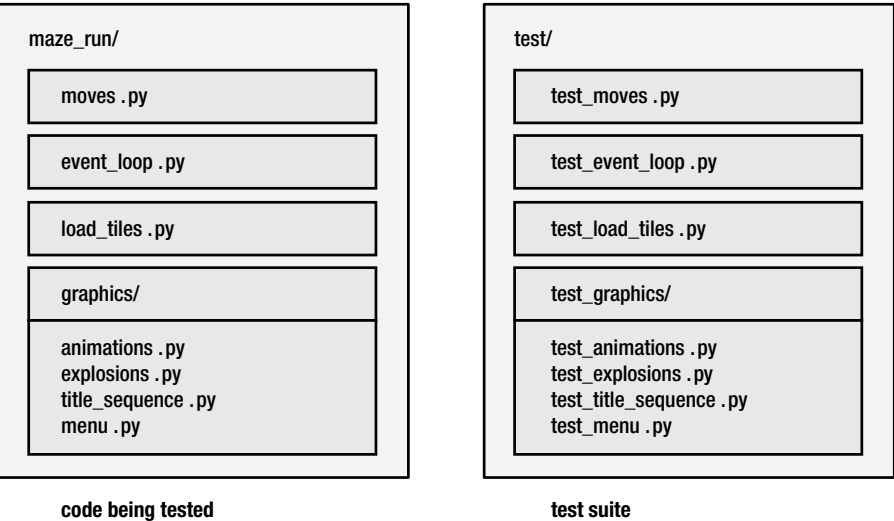 maze_run/
moves .py
event_loop .py
load_tiles .py
graphics/
animations .py
explosions .py
title_sequence .py
menu .py
code being tested
test/
test_moves .py
test_event_loop .py
test_load_tiles .py
test_graphics/
test_animations .py
test_explosions .py
test_title_sequence .py
test_menu .py
test suite